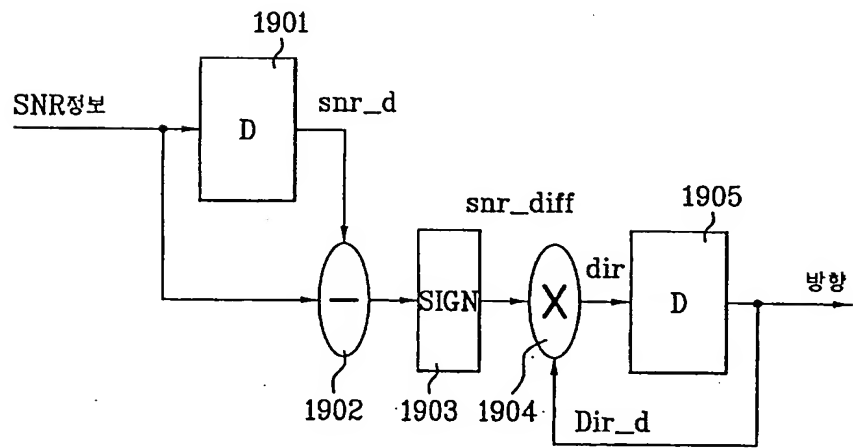 1901
SNR정보
snr_d
D
snr_diff
1905
dir
방향
SIGN
D
−
X
1902
1903
1904
Dir_d